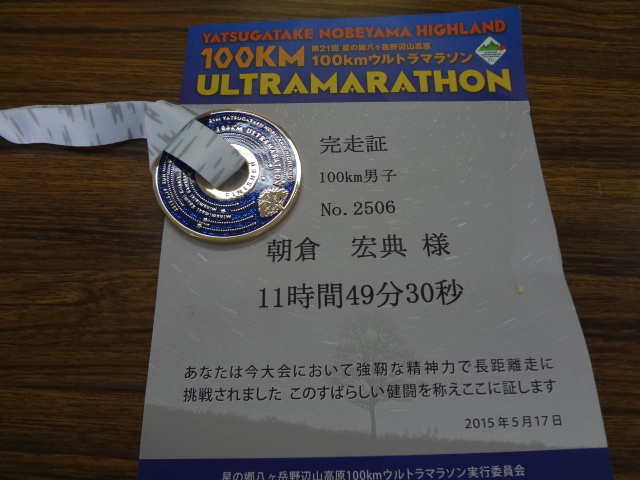 YATSUGATAKE NOBEYAMA HIGHLAND
100KM 第21回 星の郷八ヶ岳野辺山高原
100kmウルトラマラソン
ULTRAMARATHON
完走証
100km男子
No.2506
朝倉 宏典 様
11時間49分30秒
あなたは今大会において強靭な精神力で長距離走に
挑戦されました このすばらしい健闘を称えここに証します
2015年5月17日
星の郷八ヶ岳野辺山高原100kmウルトラマラソン実行委員会
21st YATSUGATAKE
100KM ULTRAMARATHON
FINISHER